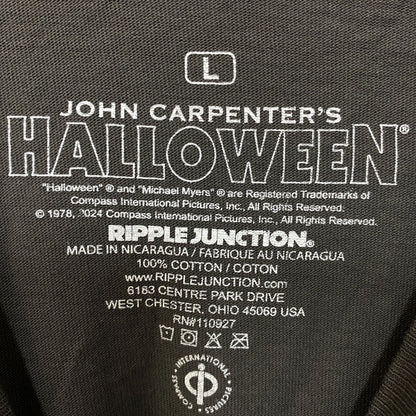 L
JOHN CARPENTER'S
HALLOWEEN®
"Halloween" ® and "Michael Myers" ® are Registered Trademarks of
Compass International Pictures, Inc., All Rights Reserved.
© 1978, 2024 Compass International Pictures, Inc., All Rights Reserved.
RIPPLE JUNCTION®
MADE IN NICARAGUA / FABRIQUE AU NICARAGUA
100% COTTON / COTON
www.RIPPLEJUNCTION.com
6183 CENTRE PARK DRIVE
WEST CHESTER, OHIO 45069 USA
RN#110927
COMPASS INTERNATIONAL PICTURES